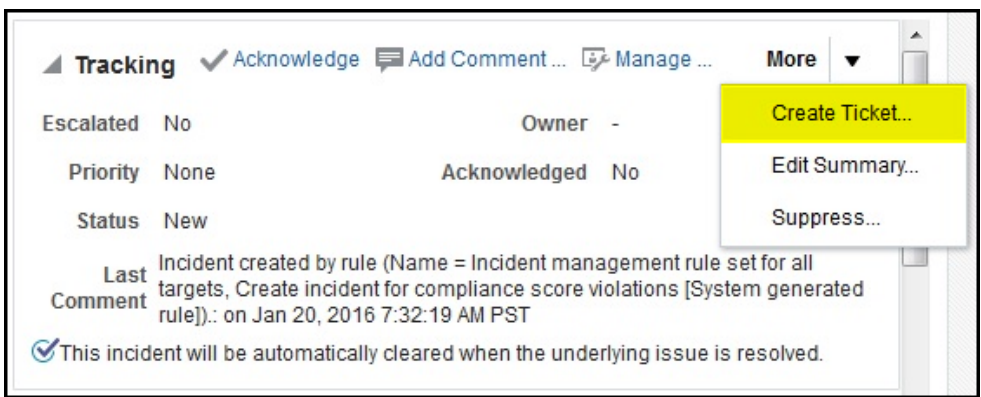 Tracking Acknowledge Add Comment ... Manage ... More
Create Ticket...
Edit Summary...
Suppress...
Escalated No Owner -
Priority None Acknowledged No
Status New
Last Comment
Incident created by rule (Name = Incident management rule set for all
targets, Create incident for compliance score violations [System generated
rule]).: on Jan 20, 2016 7:32:19 AM PST
This incident will be automatically cleared when the underlying issue is resolved.